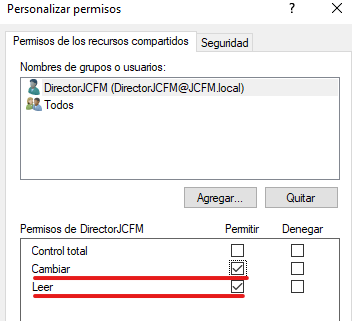 Personalizar permisos
Permisos de los recursos compartidos Seguridad
Nombres de grupos o usuarios:
DirectorJCFM (DirectorJCFM@JCFM.local)
Todos
Agregar... Quitar
Permisos de DirectorJCFM Permitir Denegar
Control total
Cambiar
Leer